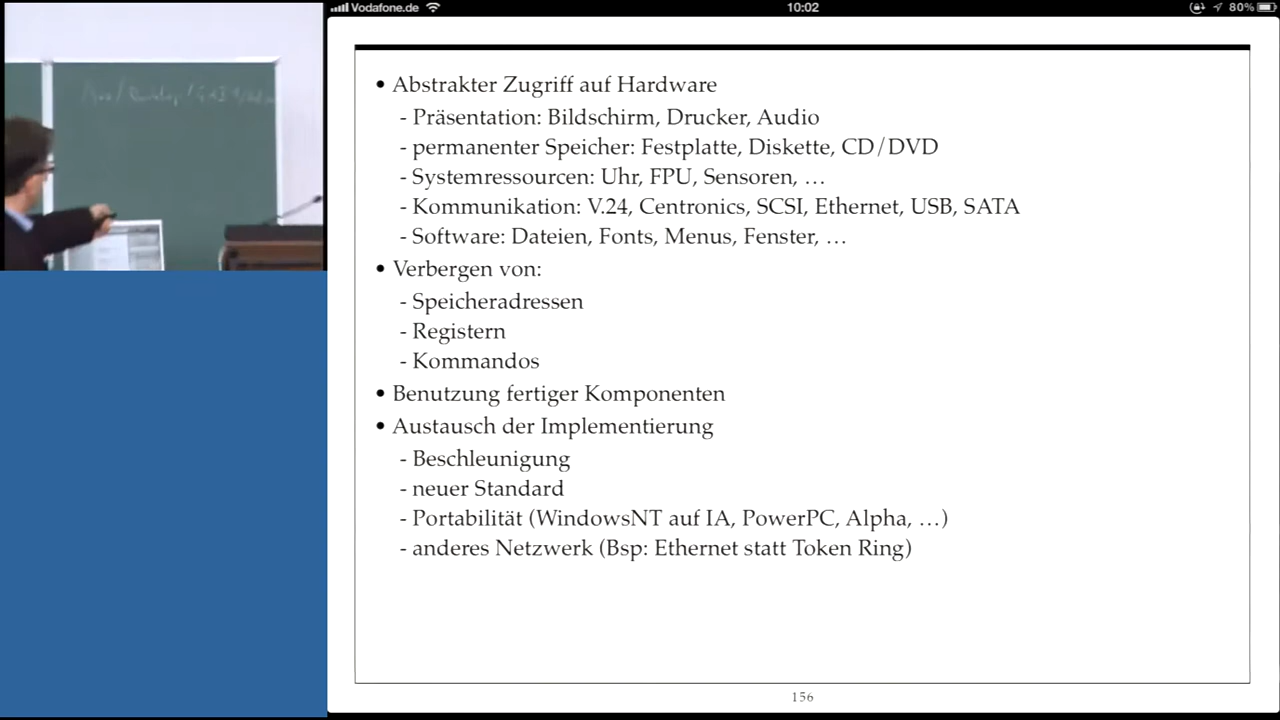 Vodafone.de
10:02
80%
• Abstrakter Zugriff auf Hardware
- Präsentation: Bildschirm, Drucker, Audio
- permanenter Speicher: Festplatte, Diskette, CD/DVD
- Systemressourcen: Uhr, FPU, Sensoren, …
- Kommunikation: V.24, Centronics, SCSI, Ethernet, USB, SATA
- Software: Dateien, Fonts, Menus, Fenster, …
• Verbergen von:
- Speicheradressen
- Registern
- Kommandos
• Benutzung fertiger Komponenten
• Austausch der Implementierung
- Beschleunigung
- neuer Standard
- Portabilität (WindowsNT auf IA, PowerPC, Alpha, …)
- anderes Netzwerk (Bsp: Ethernet statt Token Ring)
156